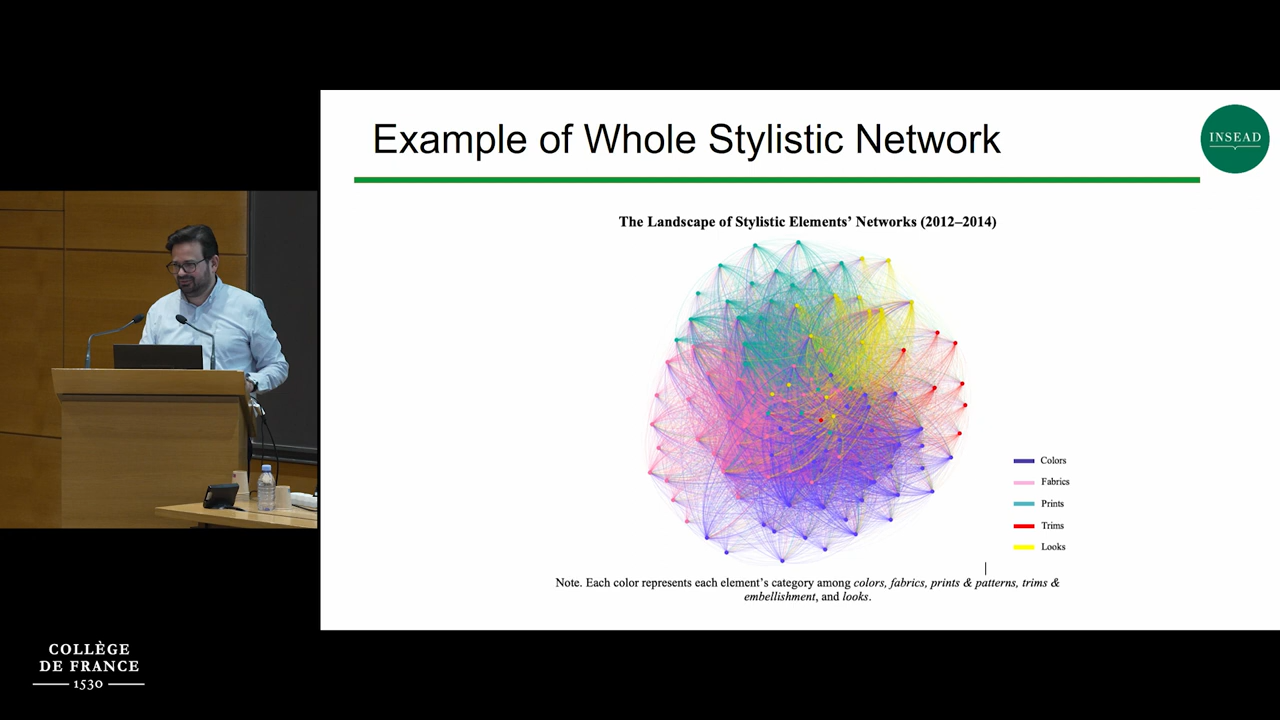 Example of Whole Stylistic Network
INSEAD
The Landscape of Stylistic Elements' Networks (2012–2014)
Colors
Fabrics
Prints
Trims
Looks
Note. Each color represents each element's category among colors, fabrics, prints & patterns, trims &
embellishment, and looks.
COLLÈGE
DE FRANCE
1530